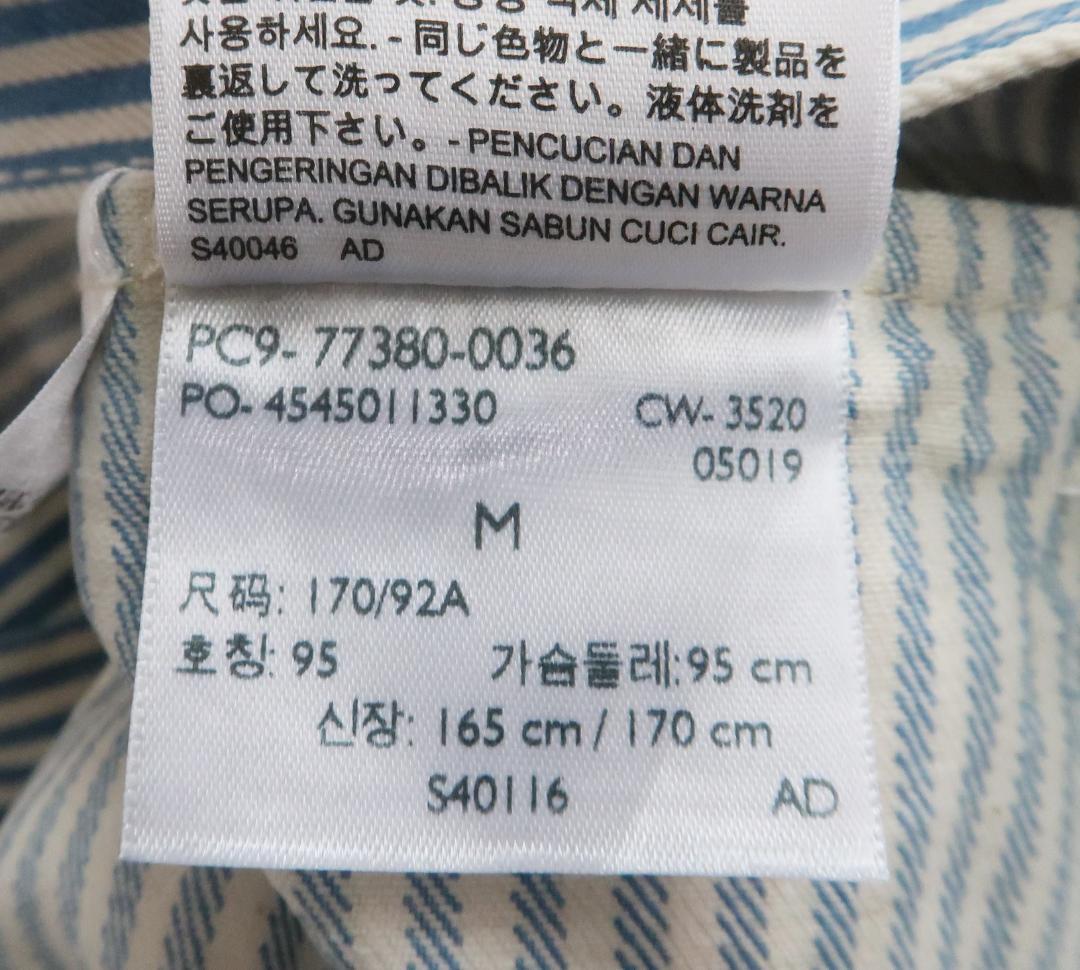 사용하세요. - 同じ色物と一緒に製品を
裏返して洗ってください。液体洗剤を
ご使用下さい。- PENCUCIAN DAN
PENGERINGAN DIBALIK DENGAN WARNA
SERUPA. GUNAKAN SABUN CUCI CAIR.
S40046 AD
PC9- 77380-0036
PO- 4545011330 CW- 3520
05019
M
尺码: 170/92A
호칭: 95 가슴둘레:95 cm
신장: 165 cm / 170 cm
S40116 AD